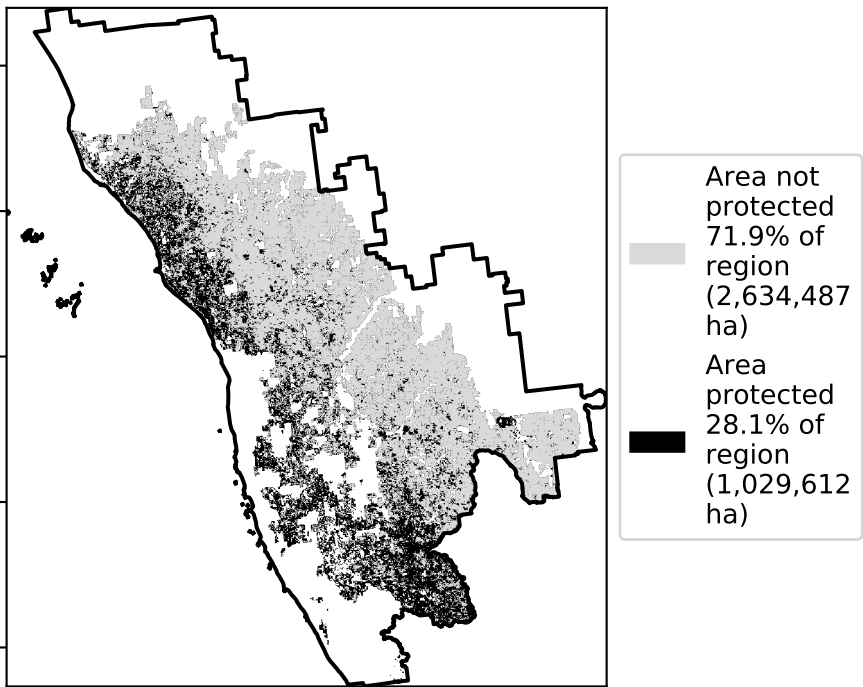 Area not
protected
71.9% of
region
(2,634,487
ha)
Area
protected
28.1% of
region
(1,029,612
ha)